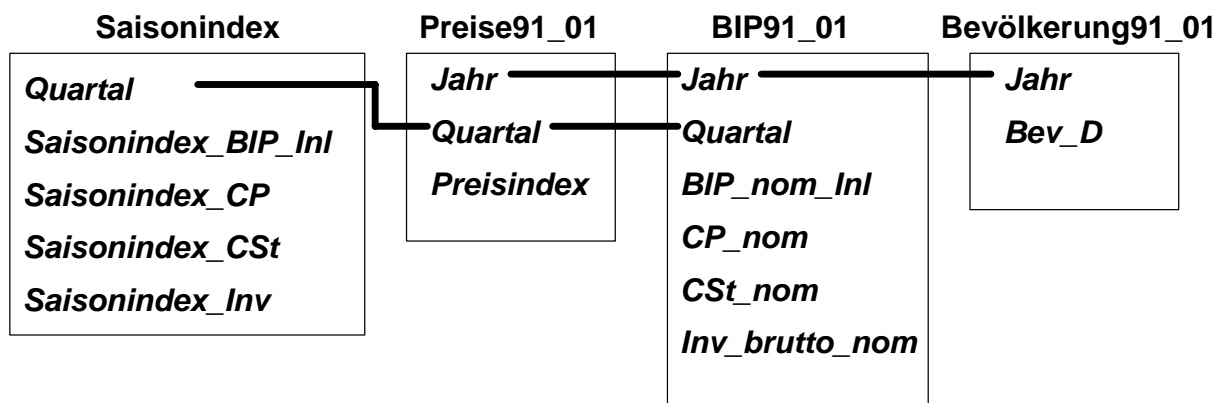 Saisonindex
Quartal
Saisonindex_BIP_Inl
Saisonindex_CP
Saisonindex_CSt
Saisonindex_Inv
Preise91_01
Jahr
Quartal
Preisindex
BIP91_01
Jahr
Quartal
BIP_nom_Inl
CP_nom
CSt_nom
Inv_brutto_nom
Bevölkerung91_01
Jahr
Bev_D